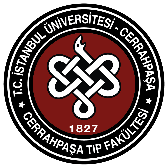 T.C. İSTANBUL ÜNİVERSİTESİ - CERRAHPAŞA
1827
CERRAHPAŞA TIP FAKÜLTESİ